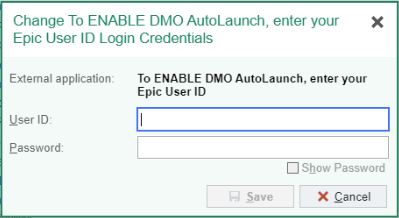 Change To ENABLE DMO AutoLaunch, enter your
Epic User ID Login Credentials
External application: To ENABLE DMO AutoLaunch, enter your
Epic User ID
User ID:
Password:
Show Password
Save Cancel